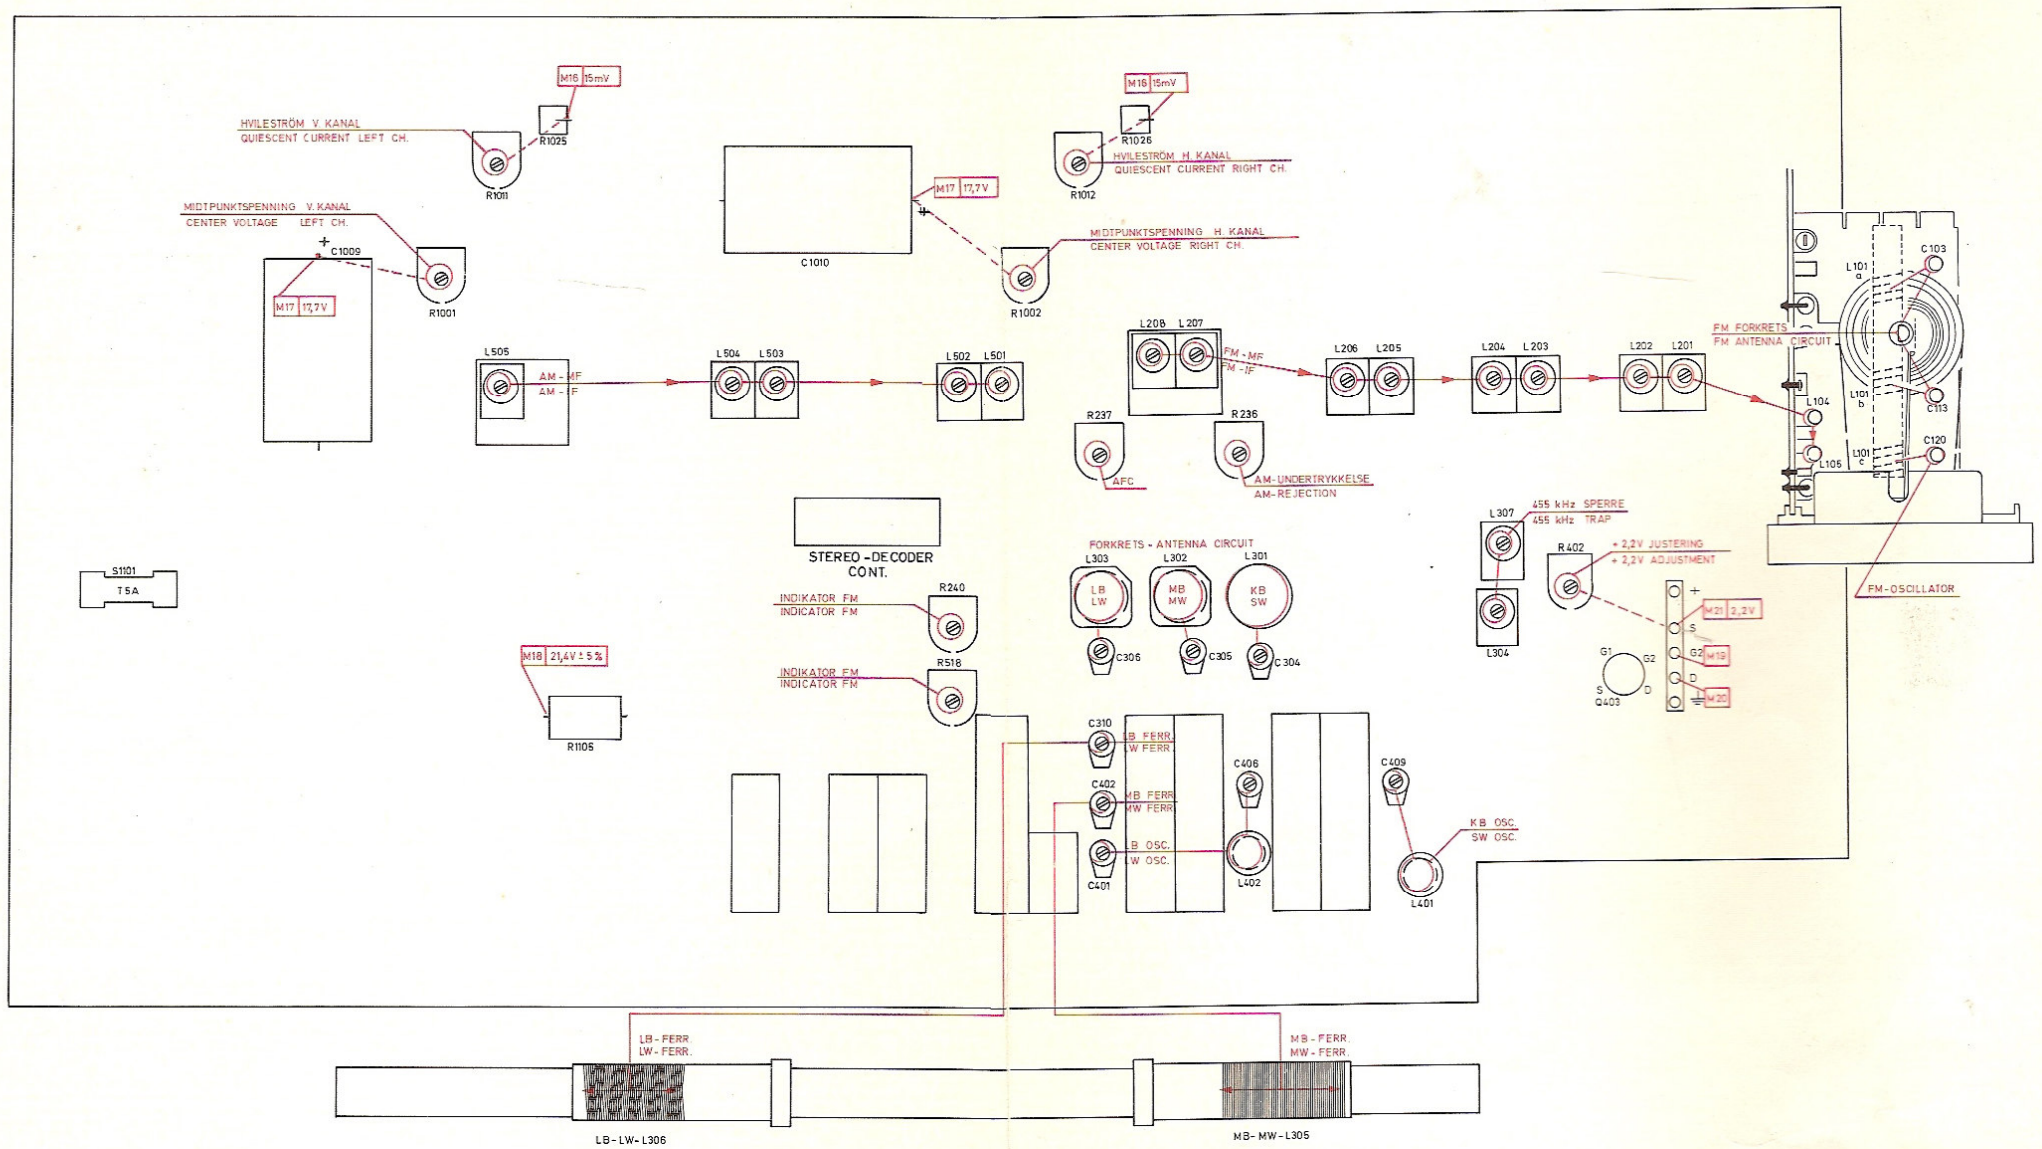 M16 15mV
M16 15mV
HVILESTRÖM V. KANAL
QUIESCENT CURRENT LEFT CH.
R1025
R1011
R1026
HVILESTRÖM H. KANAL
QUIESCENT CURRENT RIGHT CH.
R1012
M17 17,7V
MIDTPUNKTSPENNING V. KANAL
CENTER VOLTAGE LEFT CH.
+
C1009
M17 17,7V
R1001
+
C1010
MIDTPUNKTSPENNING H. KANAL
CENTER VOLTAGE RIGHT CH.
R1002
C103
L101
a
FM FORKRETS
FM ANTENNA CIRCUIT
L505
AM-MF
AM-IF
L504 L503
L502 L501
L208 L207
FM-MF
FM-IF
L206 L205
L204 L203
L202 L201
L101
b
C113
L104
C120
L101
c
L105
R237
AFC
R236
AM-UNDERTRYKKELSE
AM-REJECTION
STEREO-DECODER
CONT.
455 kHz SPERRE
455 kHz TRAP
L307
R402
+2,2V JUSTERING
+2,2V ADJUSTMENT
FORKRETS - ANTENNA CIRCUIT
L303 L302 L301
LB
LW
MB
MW
KB
SW
C306
C305
C304
L304
FM-OSCILLATOR
S1101
T5A
INDIKATOR FM
INDICATOR FM
R240
INDIKATOR FM
INDICATOR FM
R518
M18 21,4V ± 5%
R1105
+
M21 2,2V
S
G2 M19
D
M20
G1
G2
S
D
Q403
C310
LB FERR.
LW FERR.
C402
MB FERR.
MW FERR.
LB OSC.
LW OSC.
C401
C406
L402
C409
KB OSC.
SW OSC.
L401
LB-FERR.
LW-FERR.
MB-FERR.
MW-FERR.
LB-LW-L306
MB-MW-L305